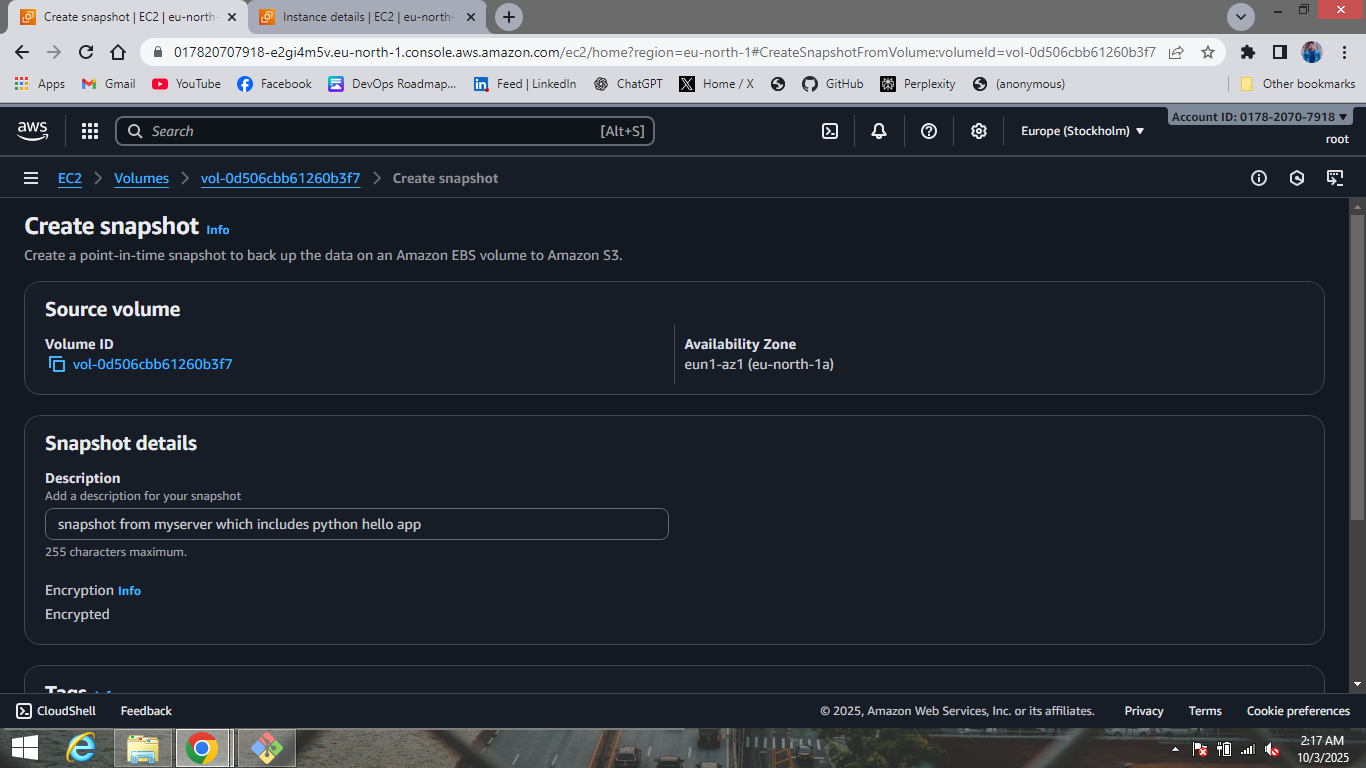 Create snapshot | EC2 | eu-north-
Instance details | EC2 | eu-north-
017820707918-e2gi4m5v.eu-north-1.console.aws.amazon.com/ec2/home?region=eu-north-1#CreateSnapshotFromVolume:volumeId=vol-0d506cbb61260b3f7
Apps Gmail YouTube Facebook DevOps Roadmap... Feed | LinkedIn ChatGPT Home / X GitHub Perplexity (anonymous) Other bookmarks
aws Search [Alt+S] Europe (Stockholm) Account ID: 0178-2070-7918
root
EC2 Volumes vol-0d506cbb61260b3f7 Create snapshot
Create snapshot Info
Create a point-in-time snapshot to back up the data on an Amazon EBS volume to Amazon S3.
Source volume
Volume ID
vol-0d506cbb61260b3f7
Availability Zone
eun1-az1 (eu-north-1a)
Snapshot details
Description
Add a description for your snapshot
snapshot from myserver which includes python hello app
255 characters maximum.
Encryption Info
Encrypted
Tags Info
CloudShell Feedback © 2025, Amazon Web Services, Inc. or its affiliates. Privacy Terms Cookie preferences
2:17 AM
10/3/2025